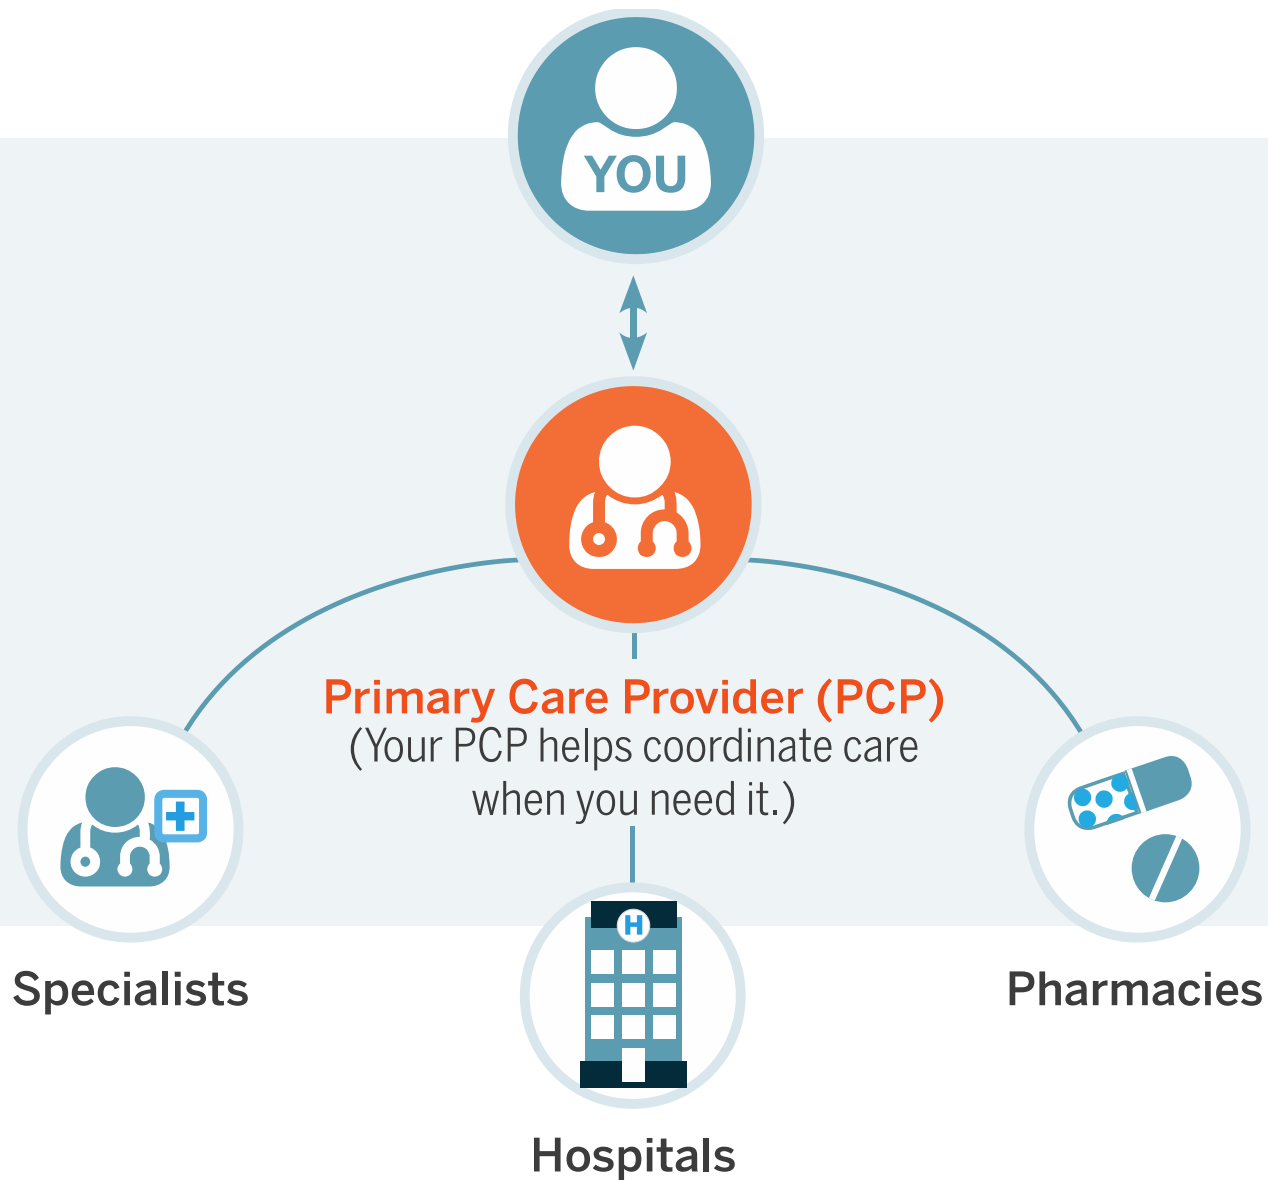 YOU
Primary Care Provider (PCP)
(Your PCP helps coordinate care
when you need it.)
Specialists
H
Pharmacies
Hospitals